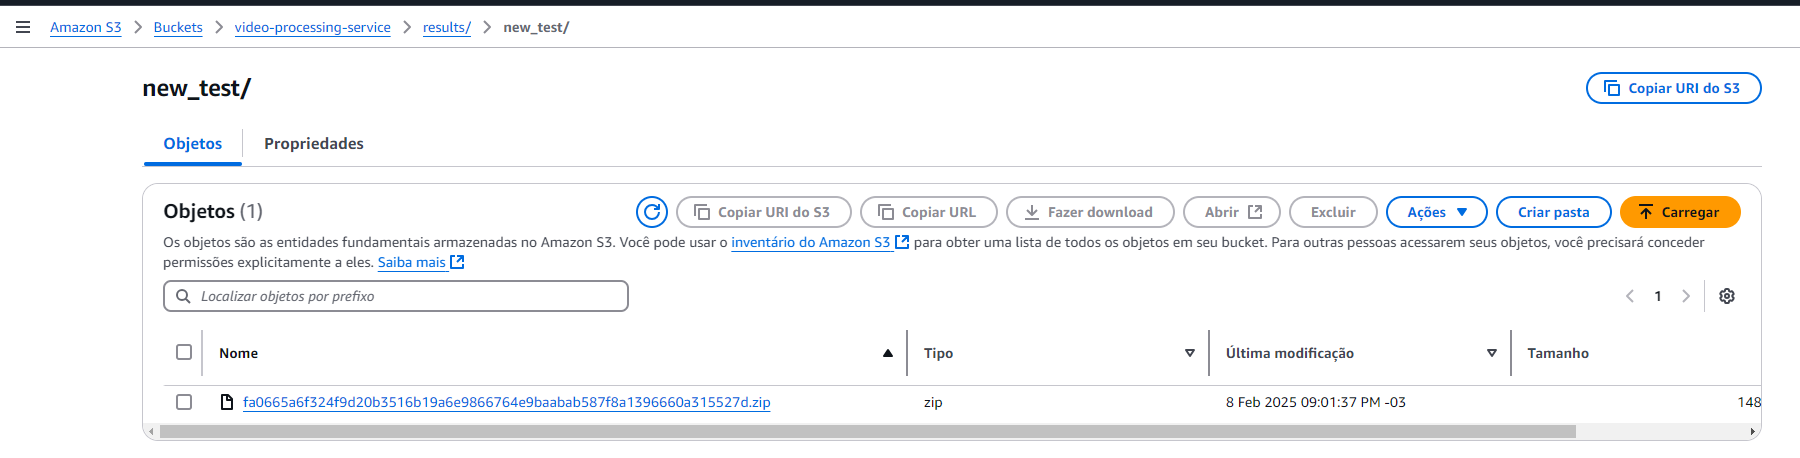 Amazon S3 > Buckets > video-processing-service > results/ > new_test/
new_test/
Copiar URI do S3
Objetos Propriedades
Objetos (1)
Copiar URI do S3 Copiar URL Fazer download Abrir Excluir Ações Criar pasta Carregar
Os objetos são as entidades fundamentais armazenadas no Amazon S3. Você pode usar o inventário do Amazon S3 para obter uma lista de todos os objetos em seu bucket. Para outras pessoas acessarem seus objetos, você precisará conceder
permissões explicitamente a eles. Saiba mais
Localizar objetos por prefixo
1
Nome Tipo Última modificação Tamanho
fa0665a6f324f9d20b3516b19a6e9866764e9baabab587f8a1396660a315527d.zip zip 8 Feb 2025 09:01:37 PM -03 148